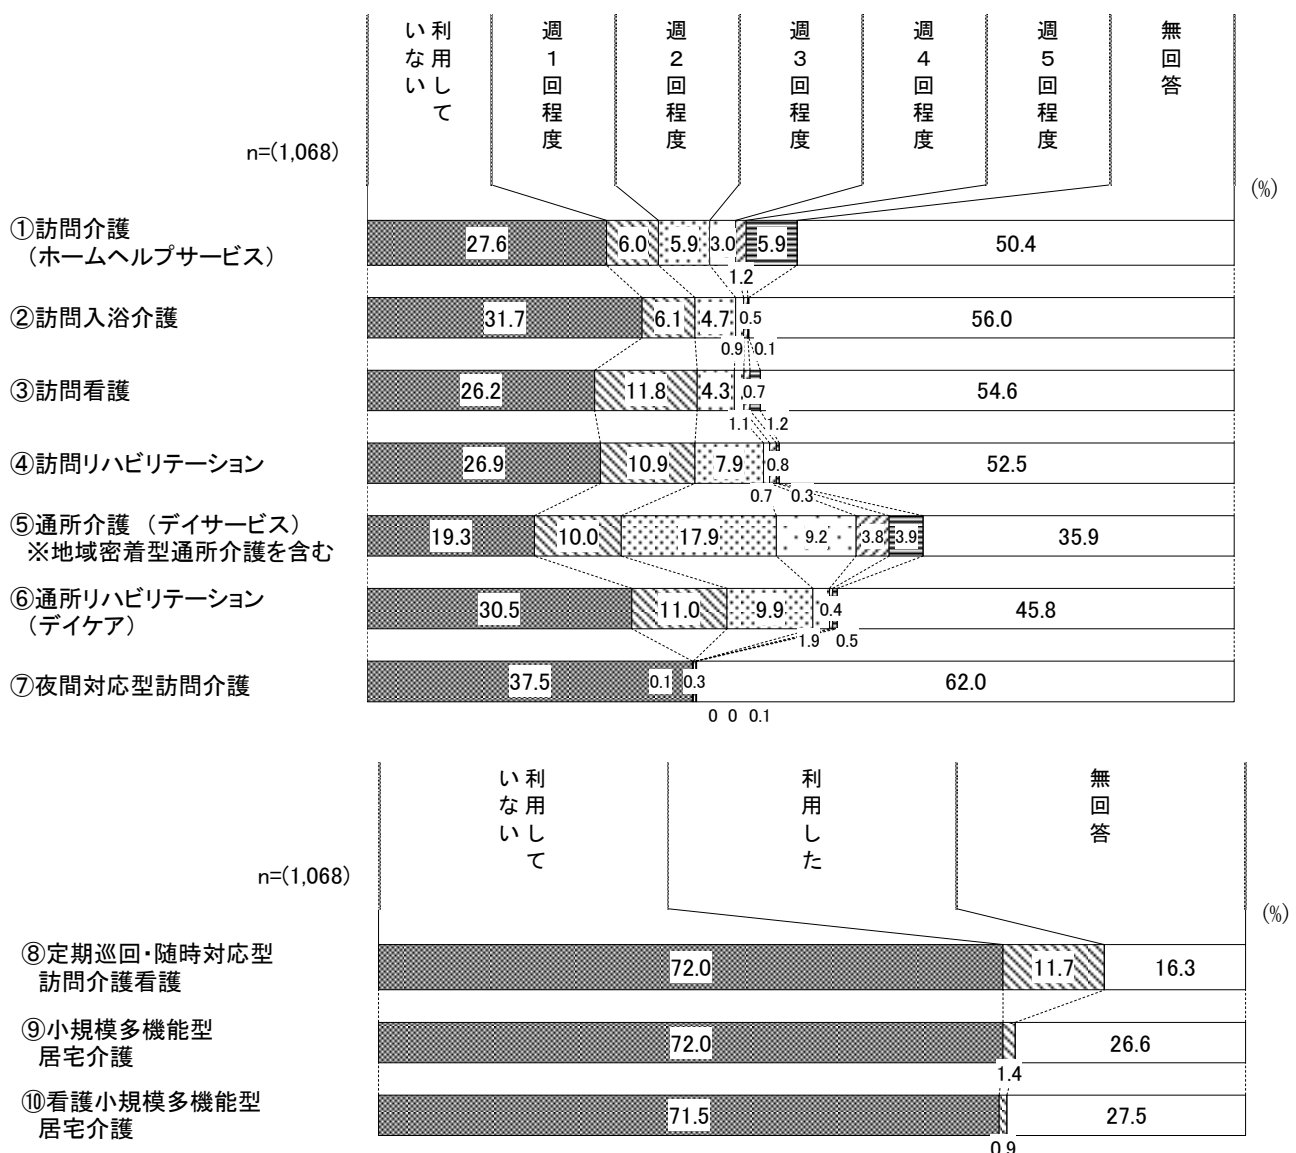 利用して
いない
週１回程度
週２回程度
週３回程度
週４回程度
週５回程度
無回答
n=(1,068)
(%)
①訪問介護
（ホームヘルプサービス）
27.6 6.0 5.9 3.0 5.9 50.4
1.2
②訪問入浴介護
31.7 6.1 4.7 0.5 56.0
0.9 0.1
③訪問看護
26.2 11.8 4.3 0.7 54.6
1.1 1.2
④訪問リハビリテーション
26.9 10.9 7.9 0.8 52.5
0.7 0.3
⑤通所介護（デイサービス）
※地域密着型通所介護を含む
19.3 10.0 17.9 9.2 3.8 3.9 35.9
⑥通所リハビリテーション
（デイケア）
30.5 11.0 9.9 0.4 45.8
1.9 0.5
⑦夜間対応型訪問介護
37.5 0.1 0.3 62.0
0 0 0.1
利用して
いない
利用した
無回答
n=(1,068)
(%)
⑧定期巡回・随時対応型
訪問介護看護
72.0 11.7 16.3
⑨小規模多機能型
居宅介護
72.0 26.6
1.4
⑩看護小規模多機能型
居宅介護
71.5 27.5
0.9